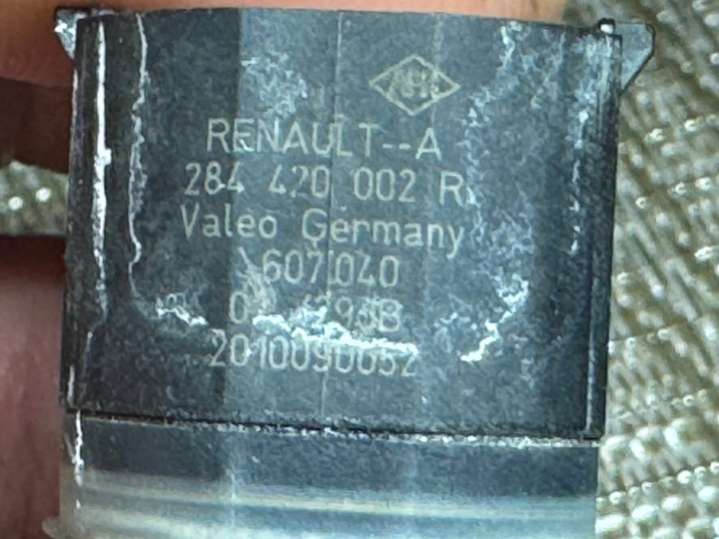 RENAULT--A
284 420 002 R
Valeo Germany
607040
2010090052